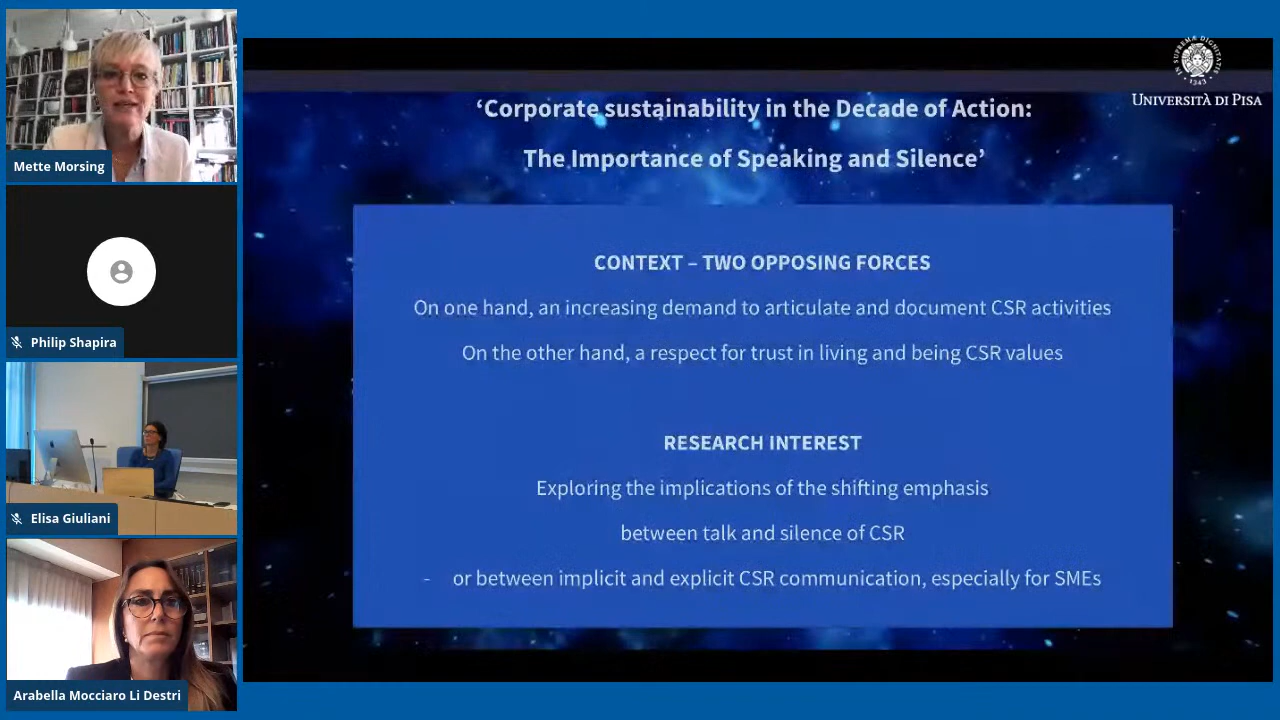 Mette Morsing
Philip Shapira
Elisa Giuliani
Arabella Mocciaro Li Destri
IN SUPREMÆ DIGNITATIS
1343
UNIVERSITÀ DI PISA
‘Corporate sustainability in the Decade of Action:
The Importance of Speaking and Silence’
CONTEXT – TWO OPPOSING FORCES
On one hand, an increasing demand to articulate and document CSR activities
On the other hand, a respect for trust in living and being CSR values
RESEARCH INTEREST
Exploring the implications of the shifting emphasis
between talk and silence of CSR
- or between implicit and explicit CSR communication, especially for SMEs